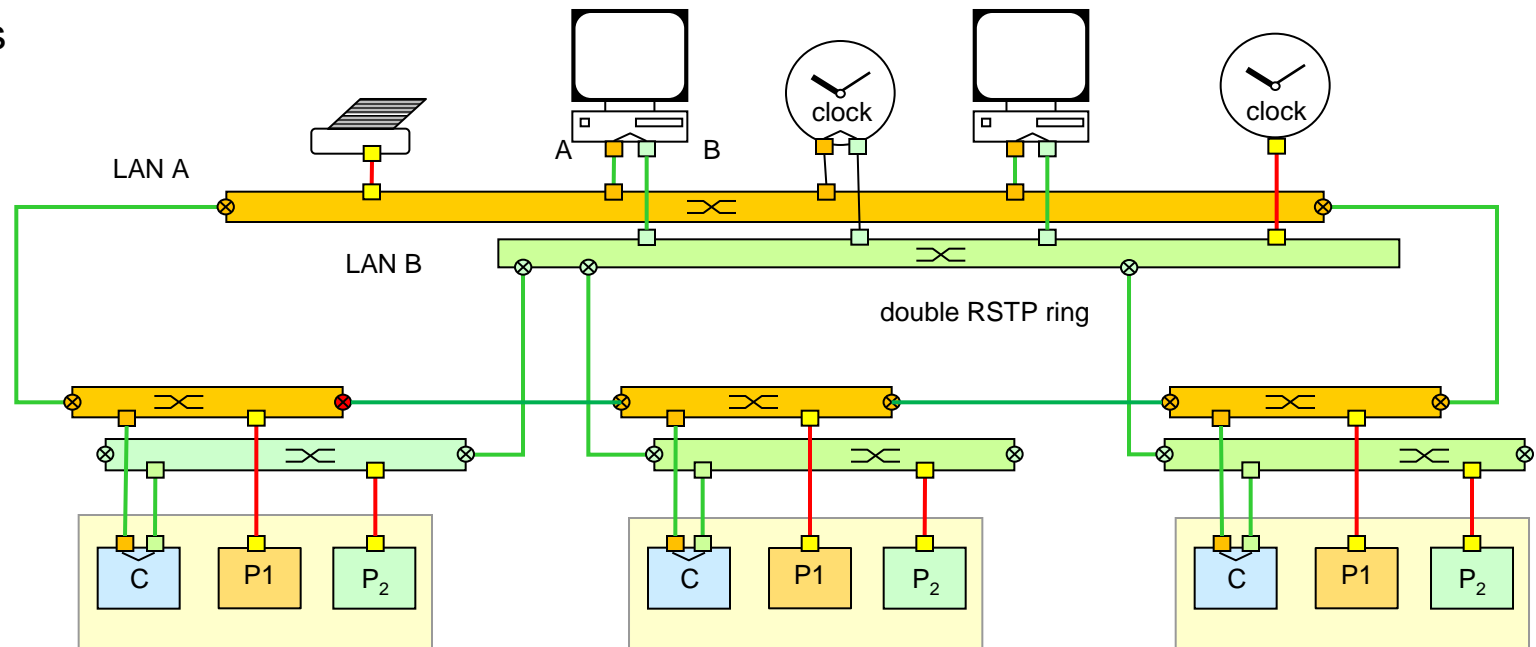 s
clock
clock
A
B
LAN A
LAN B
double RSTP ring
C
P1
P2
C
P1
P2
C
P1
P2